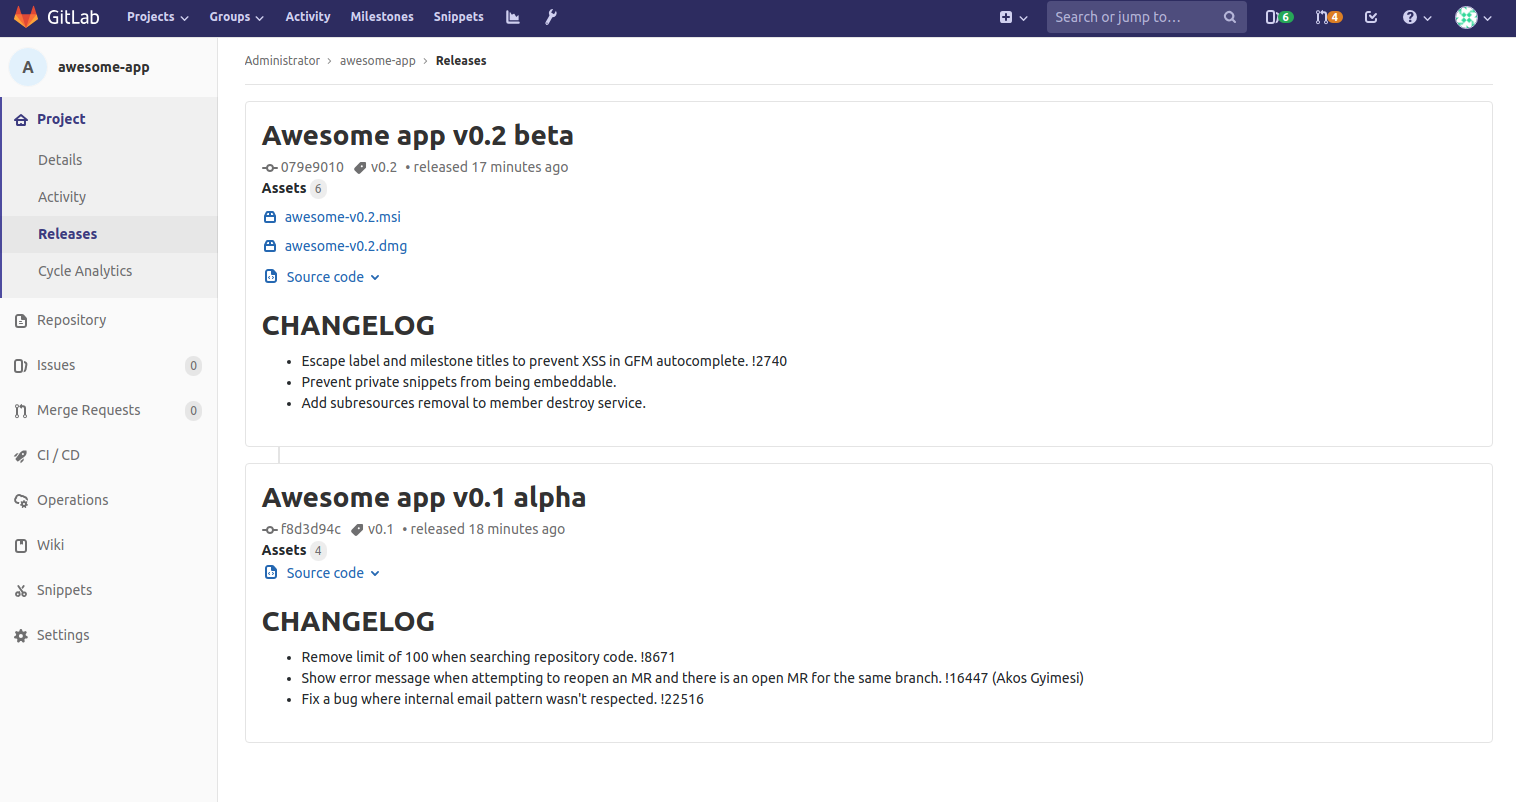 GitLab Projects Groups Activity Milestones Snippets Search or jump to... 6 4
A awesome-app
Project
Details
Activity
Releases
Cycle Analytics
Repository
Issues 0
Merge Requests 0
CI / CD
Operations
Wiki
Snippets
Settings
Administrator › awesome-app › Releases
Awesome app v0.2 beta
079e9010 v0.2 • released 17 minutes ago
Assets 6
awesome-v0.2.msi
awesome-v0.2.dmg
Source code
CHANGELOG
• Escape label and milestone titles to prevent XSS in GFM autocomplete. !2740
• Prevent private snippets from being embeddable.
• Add subresources removal to member destroy service.
Awesome app v0.1 alpha
f8d3d94c v0.1 • released 18 minutes ago
Assets 4
Source code
CHANGELOG
• Remove limit of 100 when searching repository code. !8671
• Show error message when attempting to reopen an MR and there is an open MR for the same branch. !16447 (Akos Gyimesi)
• Fix a bug where internal email pattern wasn't respected. !22516